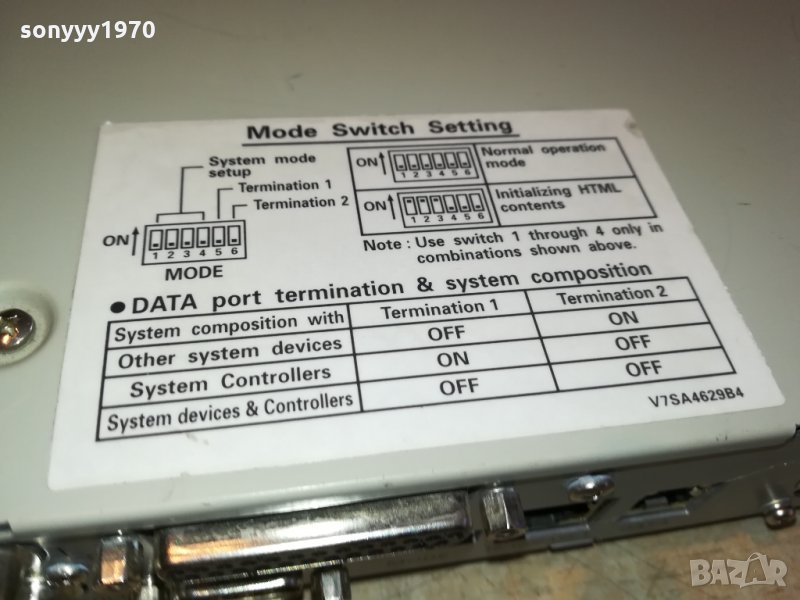 sonyyy1970
Mode Switch Setting
System mode
setup
Termination 1
Termination 2
ON
1 2 3 4 5 6
MODE
ON
1 2 3 4 5 6
Normal operation
mode
ON
1 2 3 4 5 6
Initializing HTML
contents
Note : Use switch 1 through 4 only in
combinations shown above.
● DATA port termination & system composition
System composition with Termination 1 Termination 2
Other system devices OFF ON
System Controllers ON OFF
System devices & Controllers OFF OFF
V7SA4629B4
BAZAR